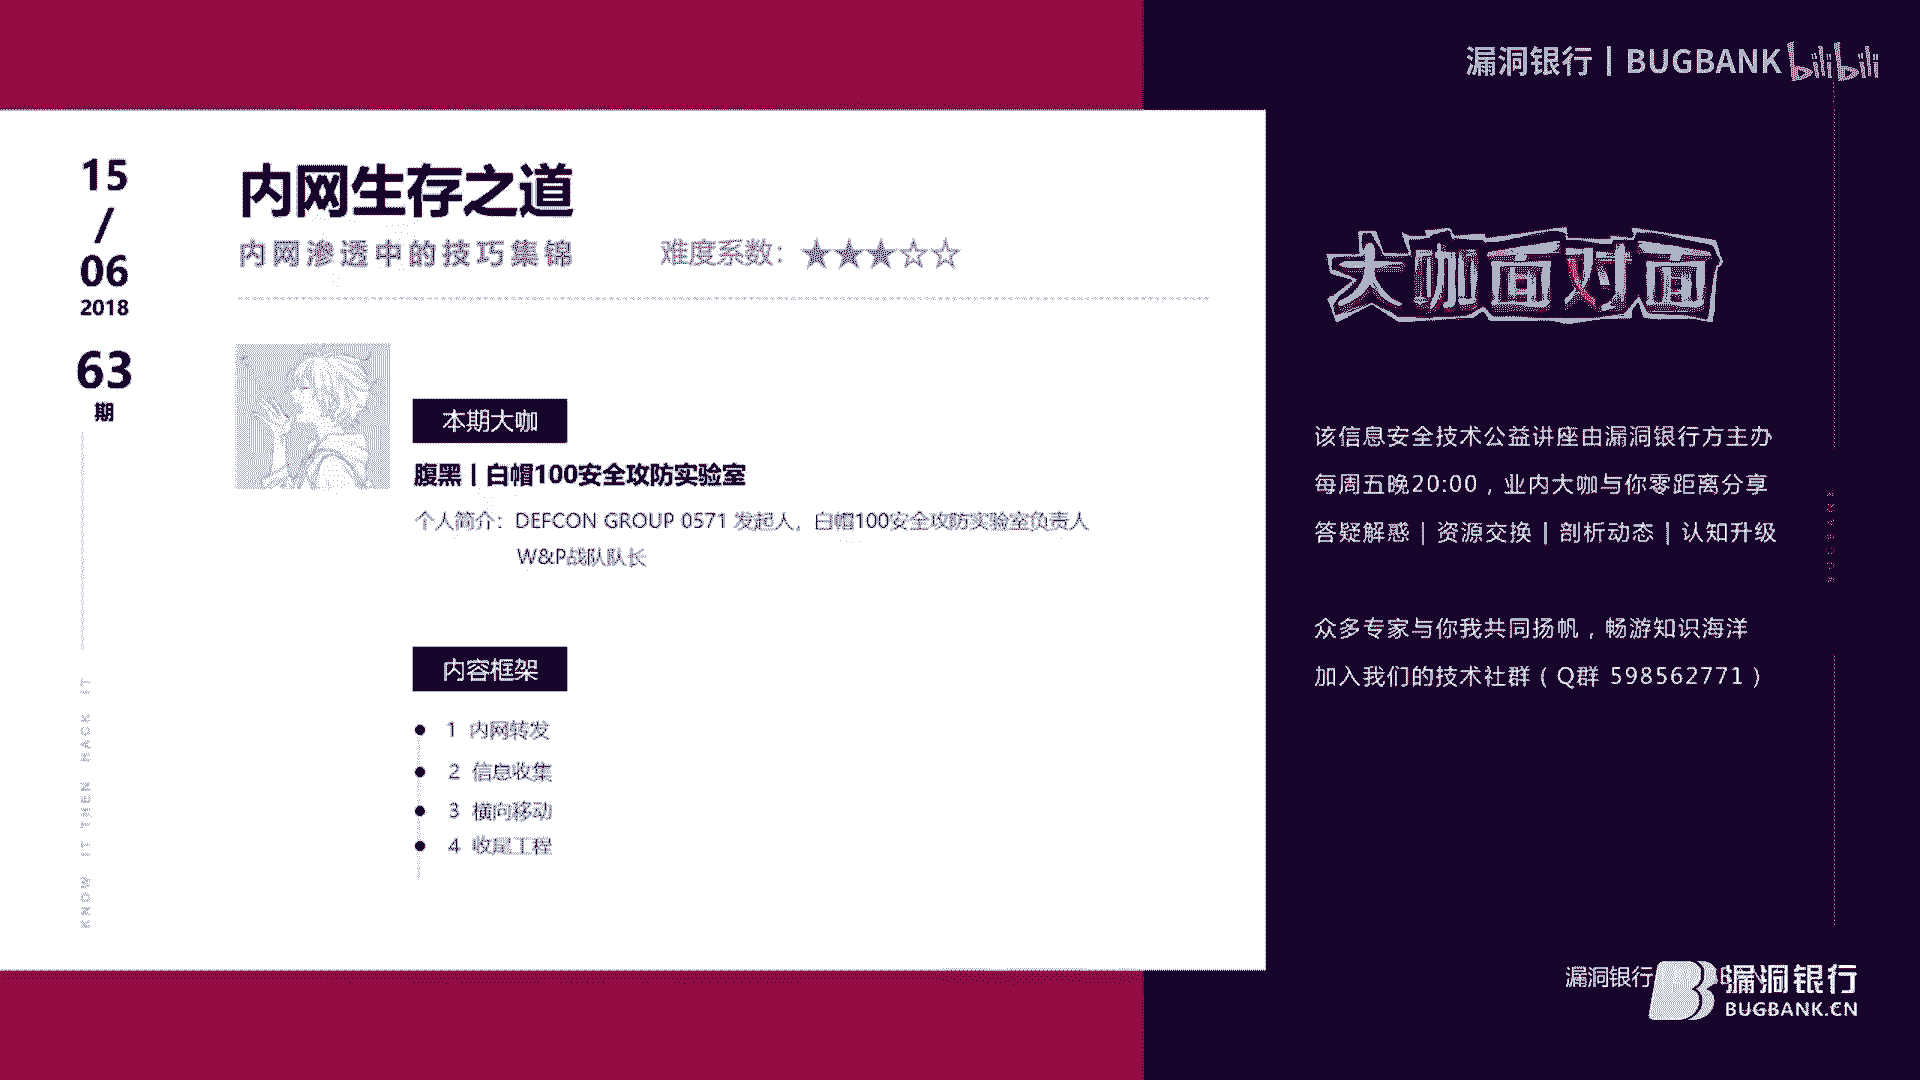 漏洞银行丨BUGBANK bilibili
15
/
06
2018
63
期
KNOW IT THEN HACK IT
内网生存之道
内网渗透中的技巧集锦 难度系数：★★★☆☆
本期大咖
腹黑丨白帽100安全攻防实验室
个人简介：DEFCON GROUP 0571 发起人，白帽100安全攻防实验室负责人
W&P战队队长
内容框架
1 内网转发
2 信息收集
3 横向移动
4 收尾工程
大咖面对面
该信息安全技术公益讲座由漏洞银行方主办
每周五晚20:00，业内大咖与你零距离分享
答疑解惑｜资源交换｜剖析动态｜认知升级
众多专家与你我共同扬帆，畅游知识海洋
加入我们的技术社群（Q群 598562771）
BUGBANK
漏洞银行
漏洞银行
BUGBANK.CN